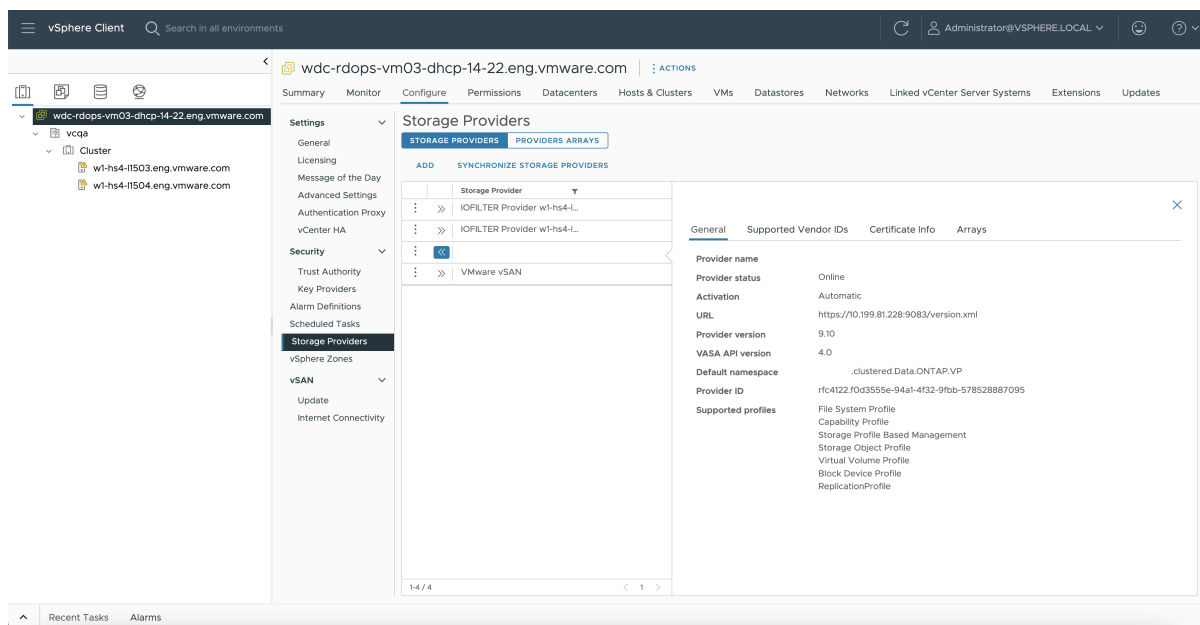 vSphere Client
Search in all environments
Administrator@VSPHERE.LOCAL
wdc-rdops-vm03-dhcp-14-22.eng.vmware.com
vcqa
Cluster
w1-hs4-l1503.eng.vmware.com
w1-hs4-l1504.eng.vmware.com
wdc-rdops-vm03-dhcp-14-22.eng.vmware.com
ACTIONS
Summary Monitor Configure Permissions Datacenters Hosts & Clusters VMs Datastores Networks Linked vCenter Server Systems Extensions Updates
Settings
General
Licensing
Message of the Day
Advanced Settings
Authentication Proxy
vCenter HA
Security
Trust Authority
Key Providers
Alarm Definitions
Scheduled Tasks
Storage Providers
vSphere Zones
vSAN
Update
Internet Connectivity
Storage Providers
STORAGE PROVIDERS PROVIDERS ARRAYS
ADD SYNCHRONIZE STORAGE PROVIDERS
Storage Provider
IOFILTER Provider w1-hs4-l...
IOFILTER Provider w1-hs4-l...
VMware vSAN
1-4 / 4
1
General Supported Vendor IDs Certificate Info Arrays
Provider name
Provider status Online
Activation Automatic
URL https://10.199.81.228:9083/version.xml
Provider version 9.10
VASA API version 4.0
Default namespace .clustered.Data.ONTAP.VP
Provider ID rfc4122.f0d3555e-94a1-4f32-9fbb-578528887095
Supported profiles File System Profile
Capability Profile
Storage Profile Based Management
Storage Object Profile
Virtual Volume Profile
Block Device Profile
ReplicationProfile
Recent Tasks Alarms